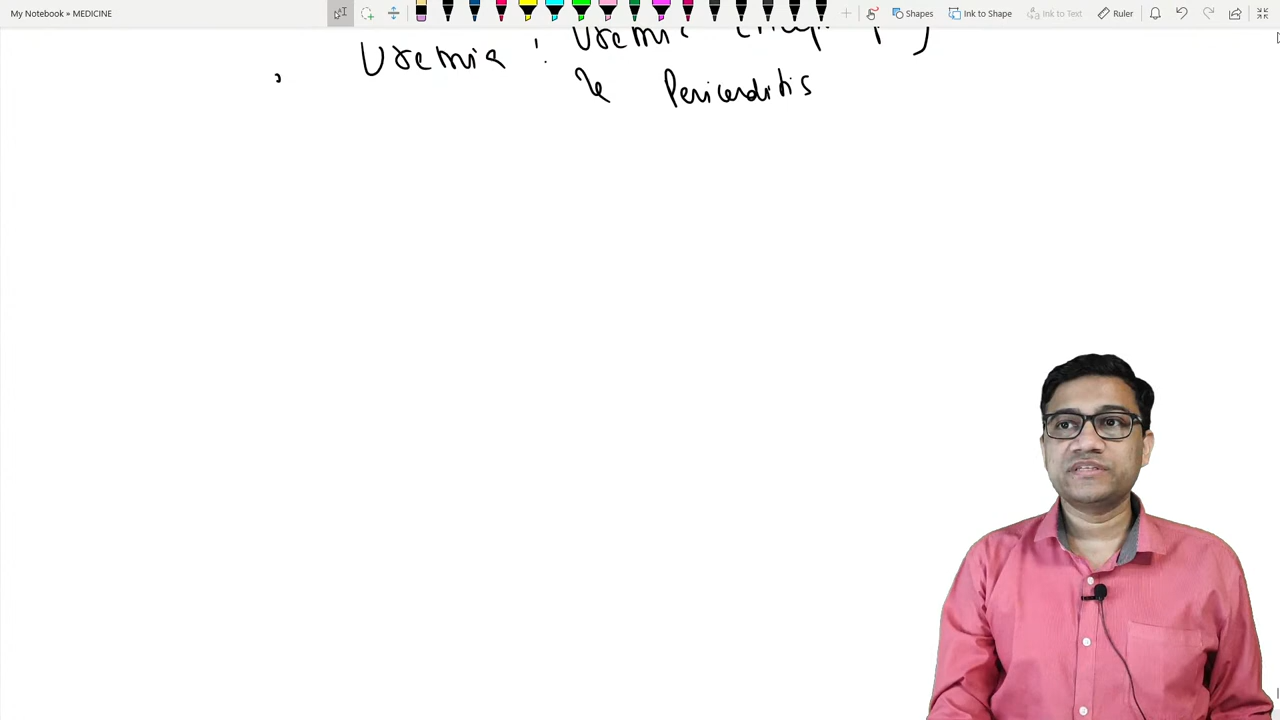 My Notebook » MEDICINE
Shapes Ink to Shape Ink to Text Ruler
Uremia : Uremic
Pericarditis